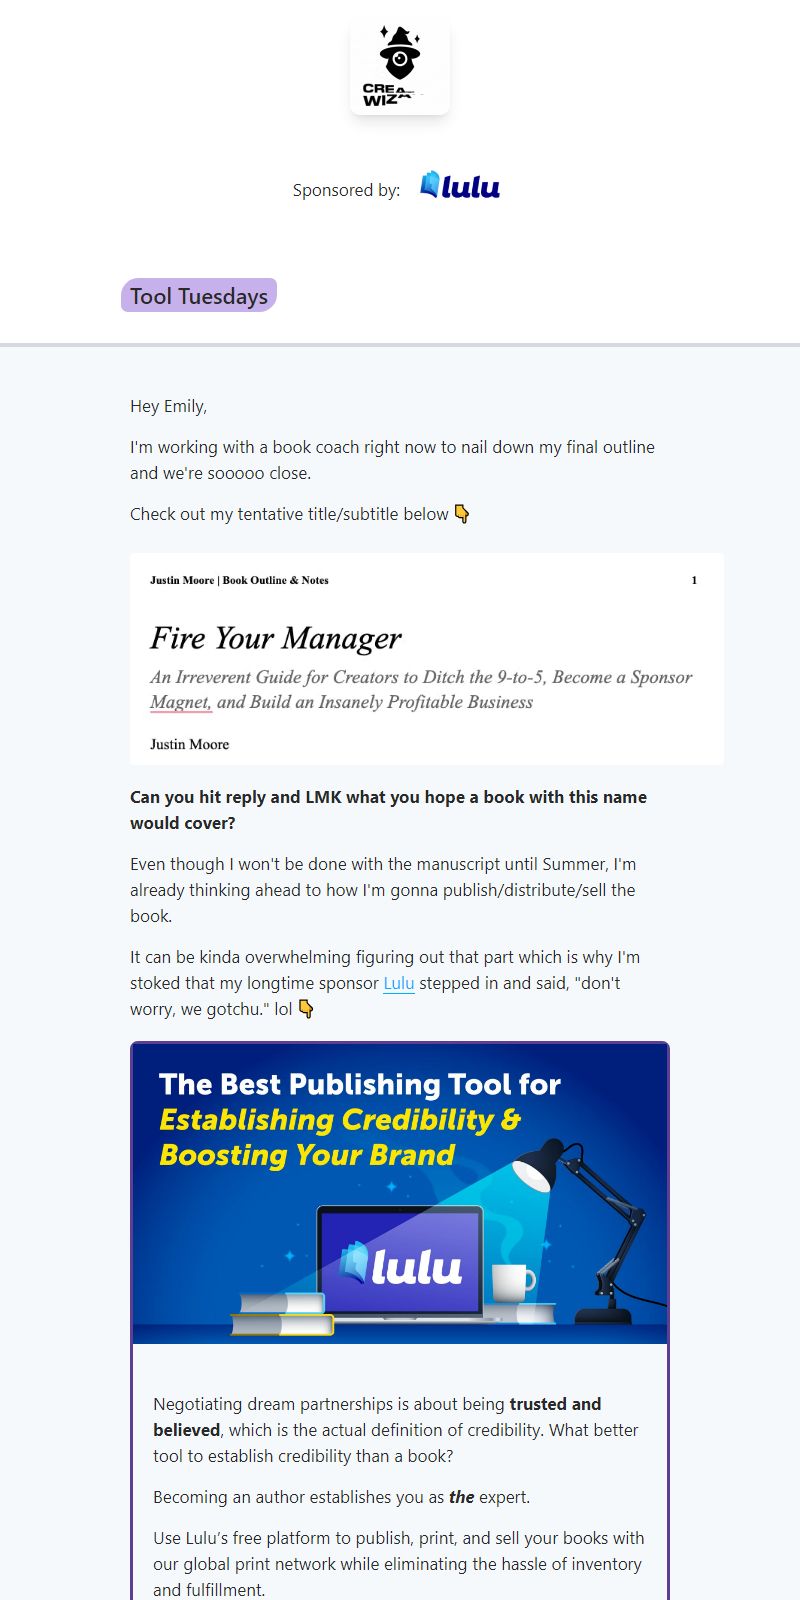 CREA
WIZA
Sponsored by:
lulu
Tool Tuesdays
Hey Emily,
I'm working with a book coach right now to nail down my final outline
and we're sooooo close.
Check out my tentative title/subtitle below 👇
Justin Moore | Book Outline & Notes 1
Fire Your Manager
An Irreverent Guide for Creators to Ditch the 9-to-5, Become a Sponsor
Magnet, and Build an Insanely Profitable Business
Justin Moore
Can you hit reply and LMK what you hope a book with this name
would cover?
Even though I won't be done with the manuscript until Summer, I'm
already thinking ahead to how I'm gonna publish/distribute/sell the
book.
It can be kinda overwhelming figuring out that part which is why I'm
stoked that my longtime sponsor Lulu stepped in and said, "don't
worry, we gotchu." lol 👇
The Best Publishing Tool for
Establishing Credibility &
Boosting Your Brand
lulu
Negotiating dream partnerships is about being trusted and
believed, which is the actual definition of credibility. What better
tool to establish credibility than a book?
Becoming an author establishes you as the expert.
Use Lulu’s free platform to publish, print, and sell your books with
our global print network while eliminating the hassle of inventory
and fulfillment.